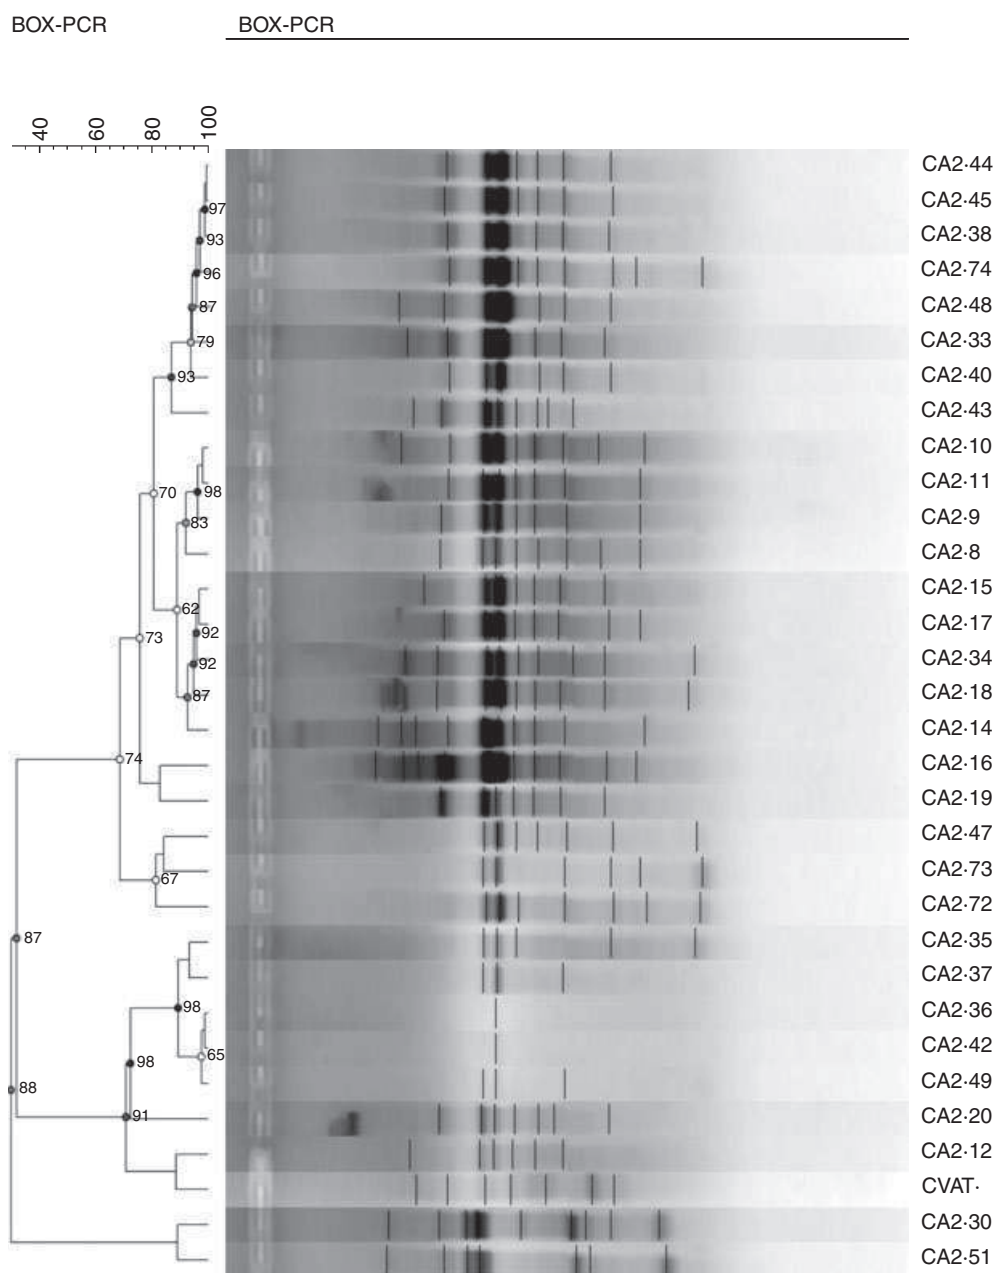 BOX-PCR
BOX-PCR
40 60 80 100
CA2·44
CA2·45
97
CA2·38
93
CA2·74
96
CA2·48
87
CA2·33
79
CA2·40
93
CA2·43
CA2·10
CA2·11
70 98
CA2·9
83
CA2·8
CA2·15
62
CA2·17
92
73
CA2·34
92
CA2·18
87
CA2·14
74
CA2·16
CA2·19
CA2·47
CA2·73
67
CA2·72
CA2·35
87
CA2·37
98
CA2·36
CA2·42
65
98
CA2·49
88
CA2·20
91
CA2·12
CVAT·
CA2·30
CA2·51